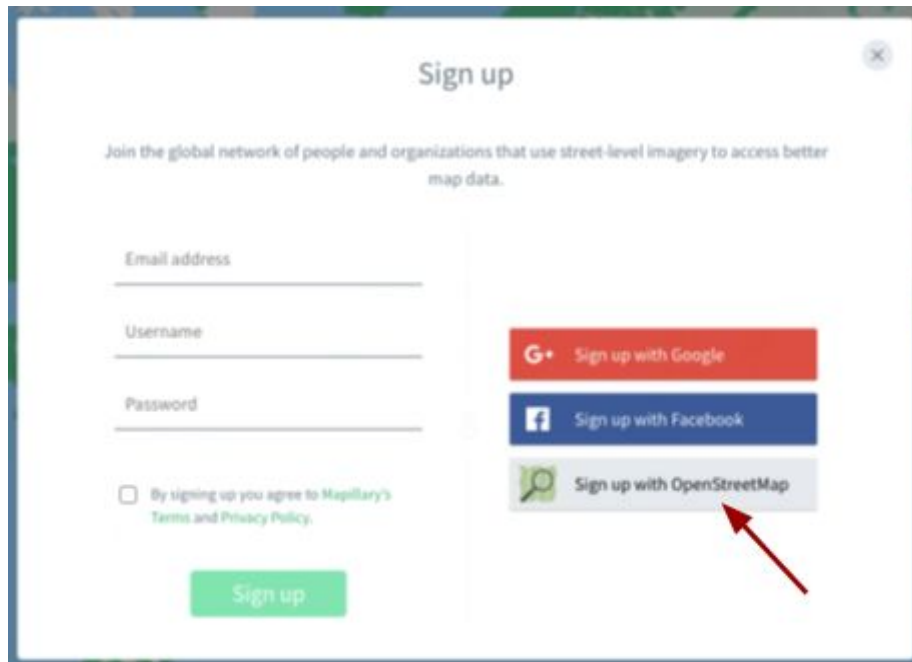 Sign up
Join the global network of people and organizations that use street-level imagery to access better
map data.
Email address
Username
Password
By signing up you agree to Mapillary's
Terms and Privacy Policy.
Sign up
G+ Sign up with Google
f Sign up with Facebook
Sign up with OpenStreetMap